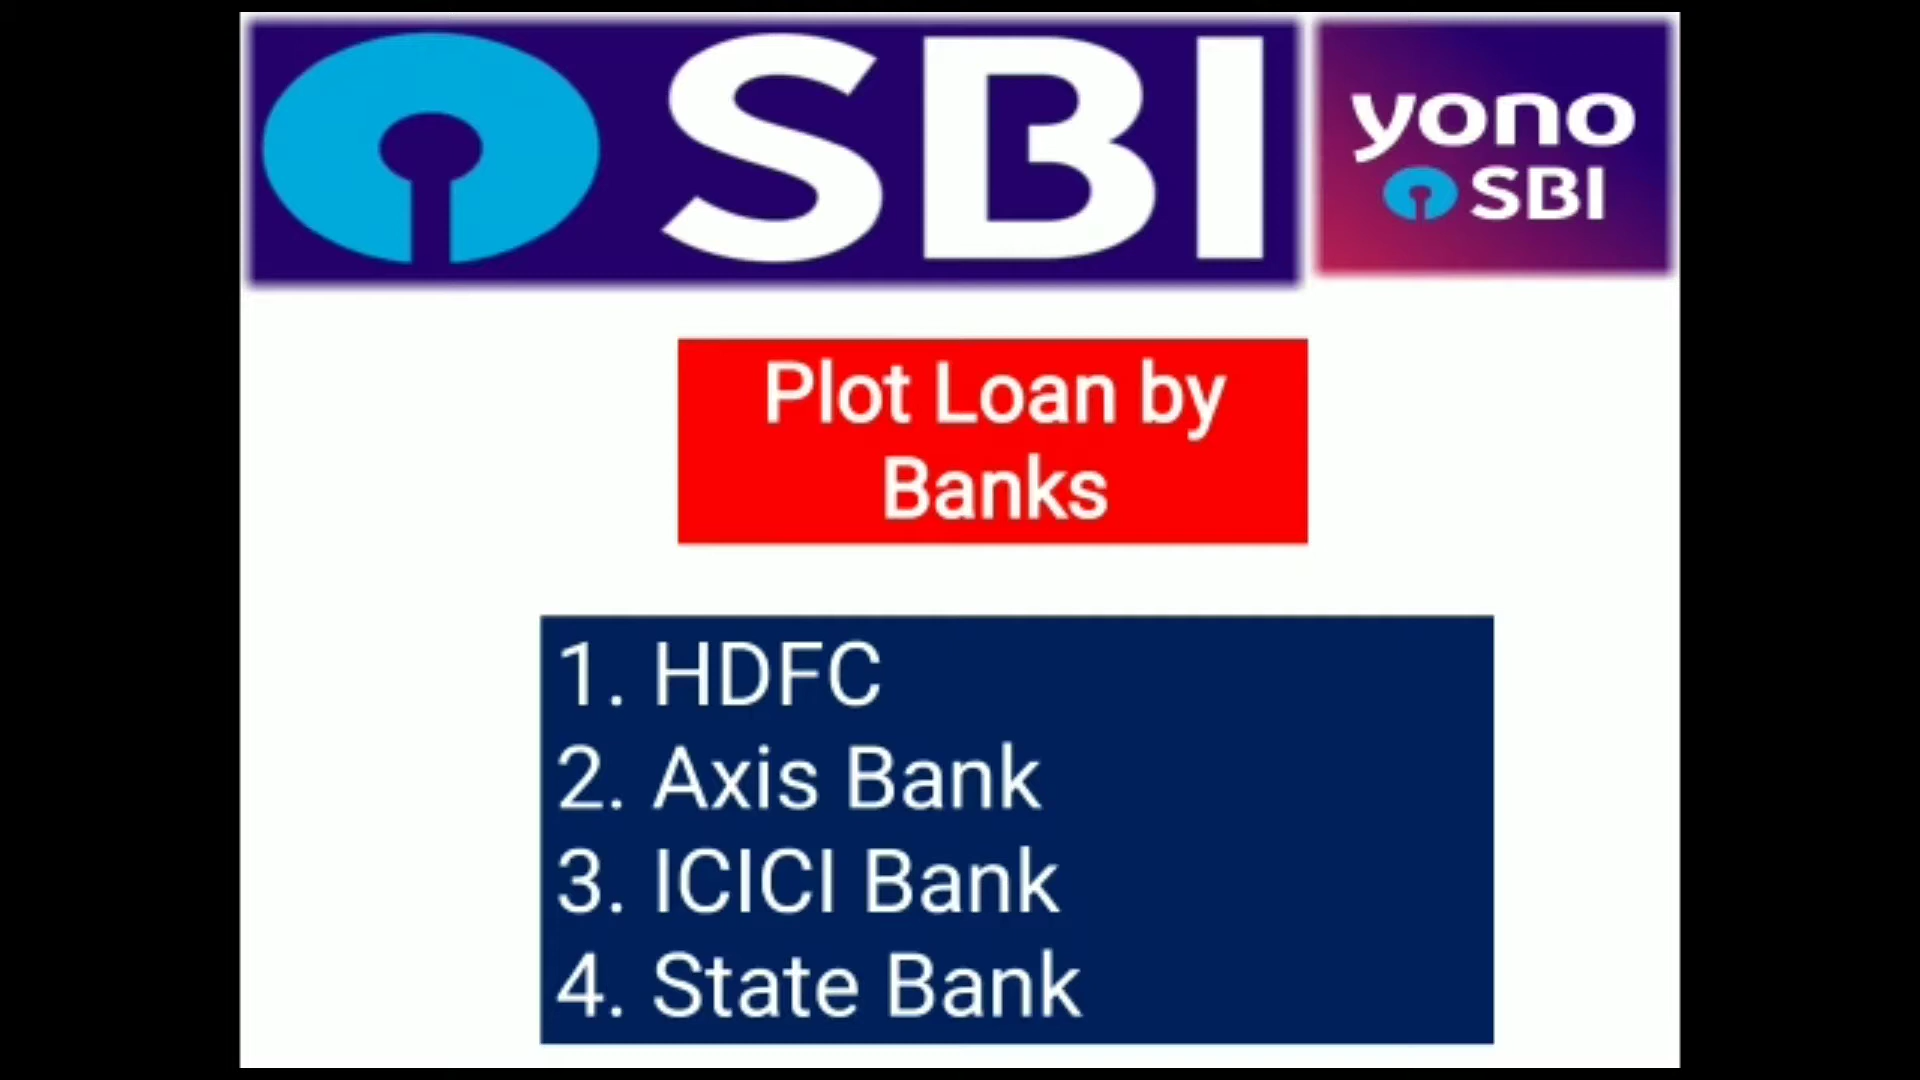 SBI
yono
SBI
Plot Loan by
Banks
1. HDFC
2. Axis Bank
3. ICICI Bank
4. State Bank